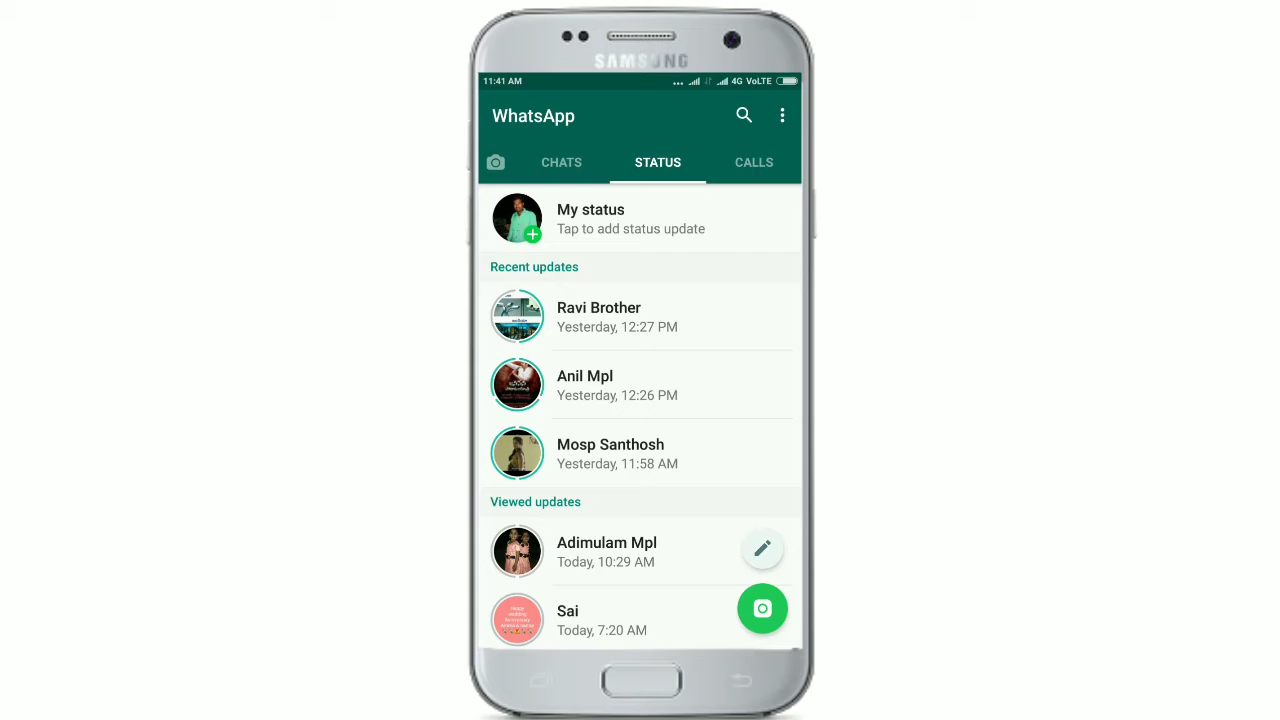 SAMSUNG
11:41 AM
4G VoLTE
WhatsApp
CHATS
STATUS
CALLS
My status
Tap to add status update
Recent updates
Ravi Brother
Yesterday, 12:27 PM
Anil Mpl
Yesterday, 12:26 PM
Mosp Santhosh
Yesterday, 11:58 AM
Viewed updates
Adimulam Mpl
Today, 10:29 AM
Sai
Today, 7:20 AM